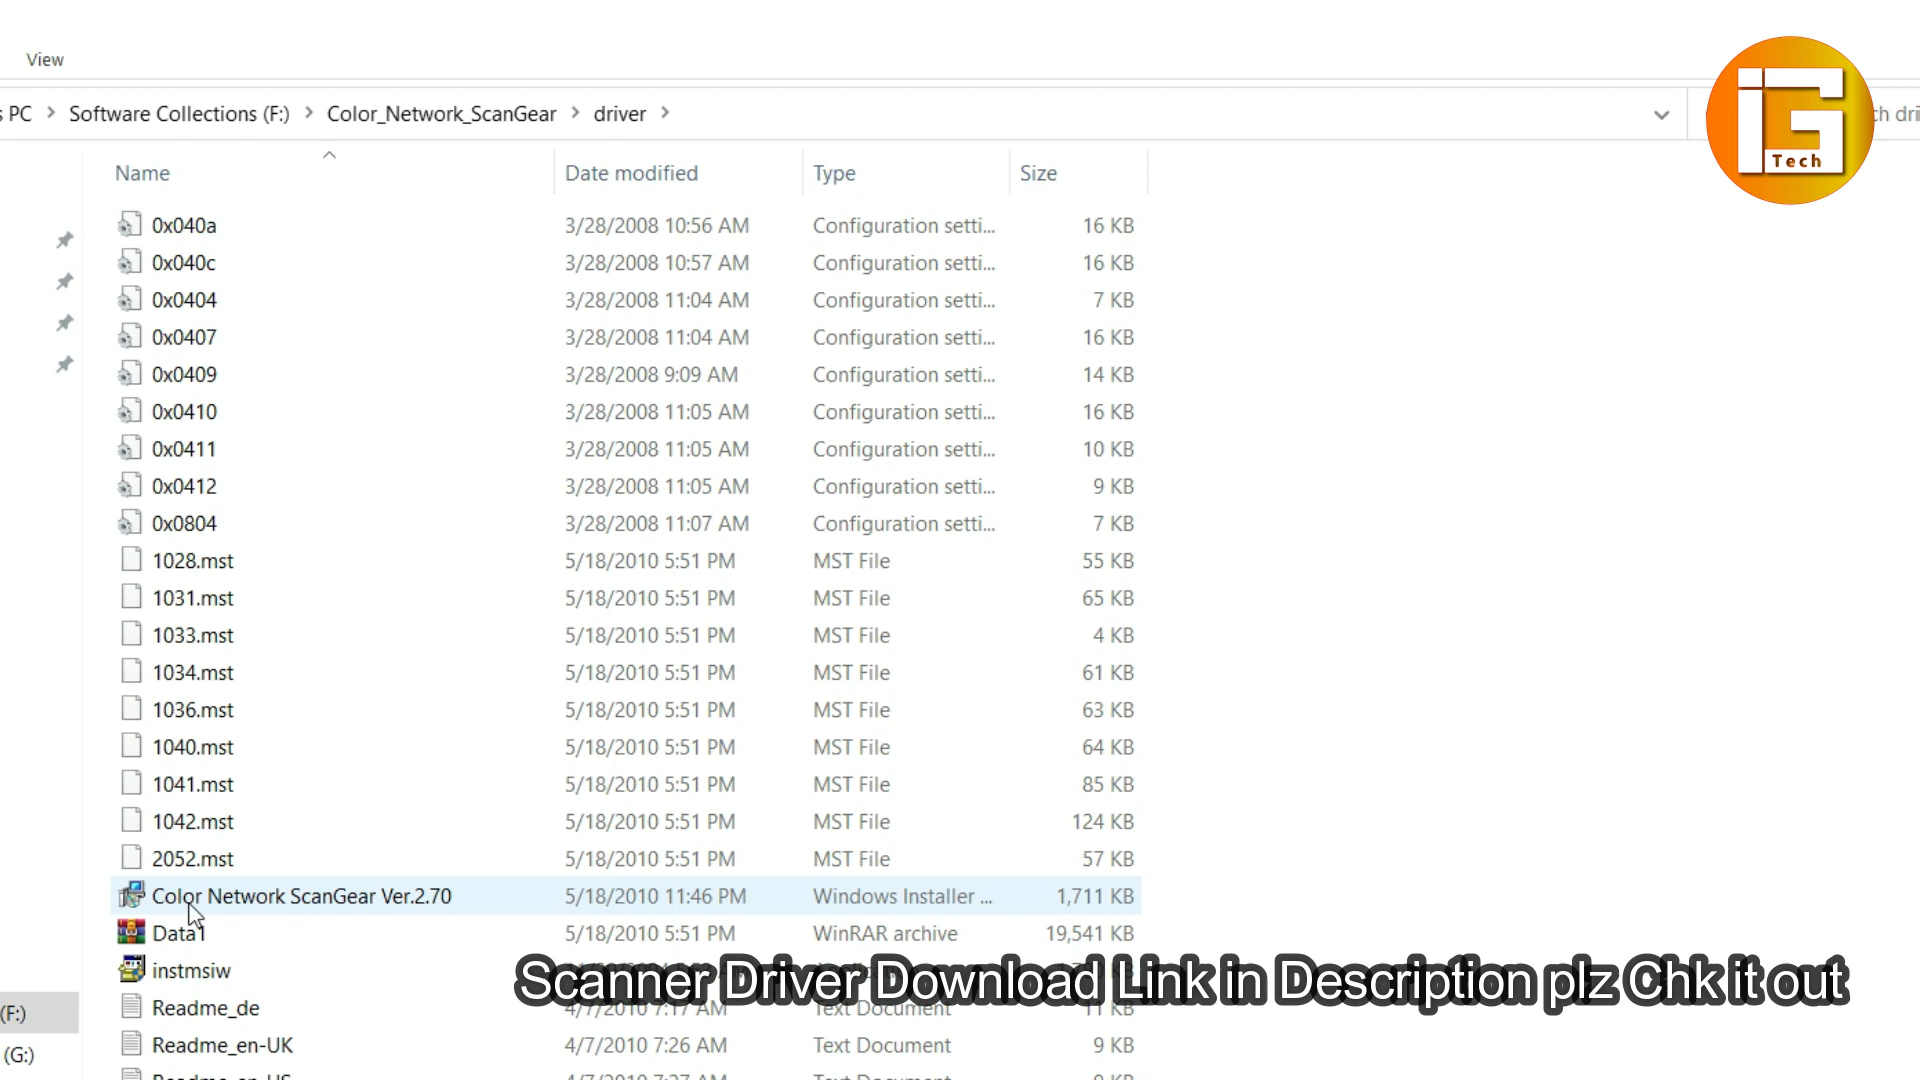 View
s PC > Software Collections (F:) > Color_Network_ScanGear > driver >
ch dri
iG
Tech
Name Date modified Type Size
0x040a 3/28/2008 10:56 AM Configuration setti... 16 KB
0x040c 3/28/2008 10:57 AM Configuration setti... 16 KB
0x0404 3/28/2008 11:04 AM Configuration setti... 7 KB
0x0407 3/28/2008 11:04 AM Configuration setti... 16 KB
0x0409 3/28/2008 9:09 AM Configuration setti... 14 KB
0x0410 3/28/2008 11:05 AM Configuration setti... 16 KB
0x0411 3/28/2008 11:05 AM Configuration setti... 10 KB
0x0412 3/28/2008 11:05 AM Configuration setti... 9 KB
0x0804 3/28/2008 11:07 AM Configuration setti... 7 KB
1028.mst 5/18/2010 5:51 PM MST File 55 KB
1031.mst 5/18/2010 5:51 PM MST File 65 KB
1033.mst 5/18/2010 5:51 PM MST File 4 KB
1034.mst 5/18/2010 5:51 PM MST File 61 KB
1036.mst 5/18/2010 5:51 PM MST File 63 KB
1040.mst 5/18/2010 5:51 PM MST File 64 KB
1041.mst 5/18/2010 5:51 PM MST File 85 KB
1042.mst 5/18/2010 5:51 PM MST File 124 KB
2052.mst 5/18/2010 5:51 PM MST File 57 KB
Color Network ScanGear Ver.2.70 5/18/2010 11:46 PM Windows Installer ... 1,711 KB
Data1 5/18/2010 5:51 PM WinRAR archive 19,541 KB
instmsiw
Scanner Driver Download Link in Description plz Chk it out
Readme_de 4/7/2010 7:17 AM Text Document 11 KB
(F:)
Readme_en-UK 4/7/2010 7:26 AM Text Document 9 KB
(G:)